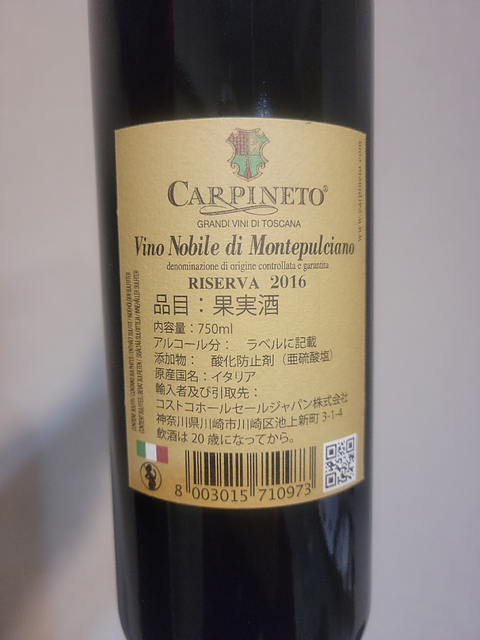 CARPINETO®
GRANDI VINI DI TOSCANA
Vino Nobile di Montepulciano
denominazione di origine controllata e garantita
RISERVA 2016
品目：果実酒
内容量：750ml
アルコール分： ラベルに記載
添加物： 酸化防止剤（亜硫酸塩）
原産国名：イタリア
輸入者及び引取先：
コストコホールセールジャパン株式会社
神奈川県川崎市川崎区池上新町 3-1-4
飲酒は 20 歳になってから。
8 003015 710973
www.carpineto.com